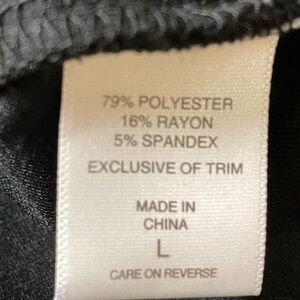 79% POLYESTER
16% RAYON
5% SPANDEX
EXCLUSIVE OF TRIM
MADE IN
CHINA
L
CARE ON REVERSE